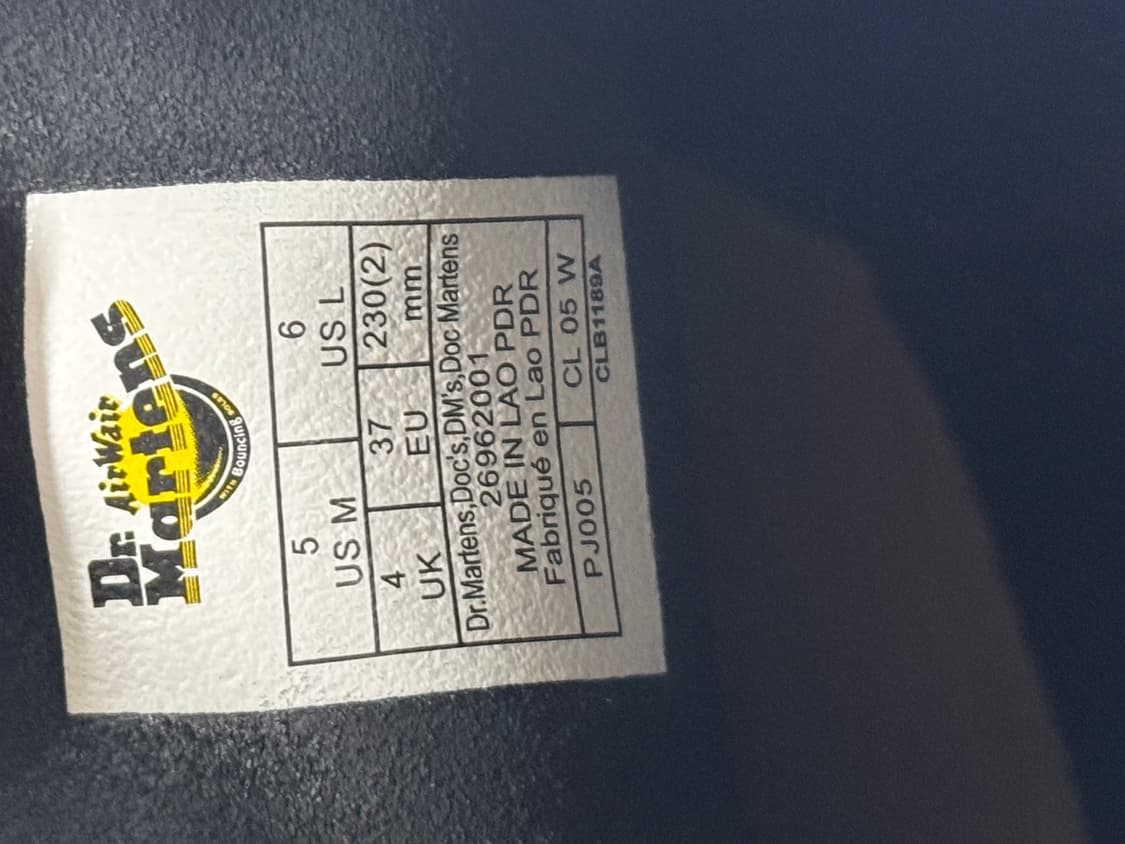 Dr. AirWair
Martens
WITH Bouncing SOLES
5 6
US M US L
4 37 230(2)
UK EU mm
Dr.Martens,Doc's,DM's,Doc Martens
26962001
MADE IN LAO PDR
Fabriqué en Lao PDR
PJ005 CL 05 W
CLB1189A